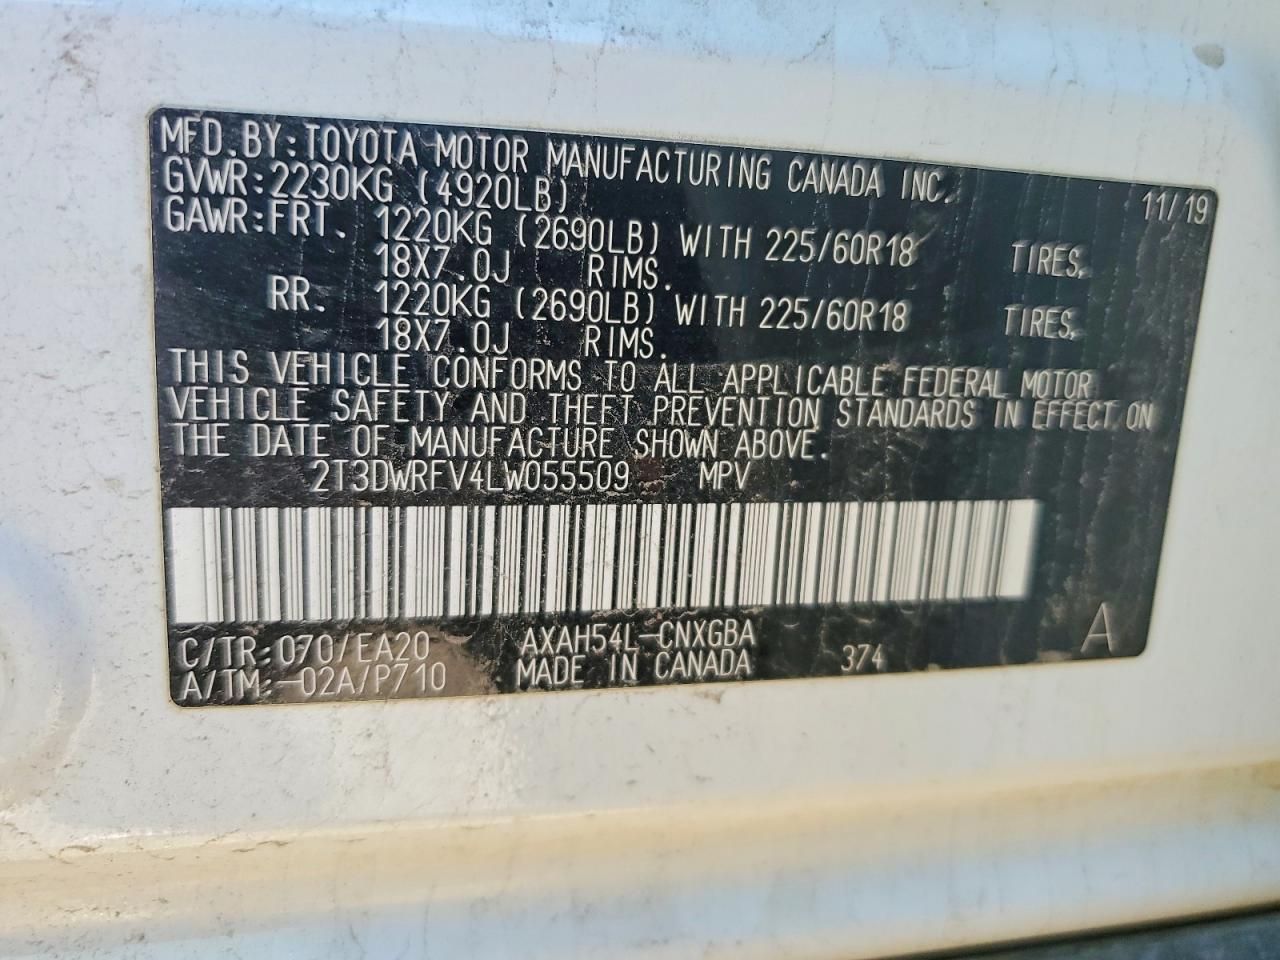 MFD.BY:TOYOTA MOTOR MANUFACTURING CANADA INC. 11/19
GVWR:2230KG (4920LB)
GAWR:FRT. 1220KG (2690LB) WITH 225/60R18 TIRES,
18X7.0J RIMS.
RR. 1220KG (2690LB) WITH 225/60R18 TIRES,
18X7.0J RIMS.
THIS VEHICLE CONFORMS TO ALL APPLICABLE FEDERAL MOTOR
VEHICLE SAFETY AND THEFT PREVENTION STANDARDS IN EFFECT ON
THE DATE OF MANUFACTURE SHOWN ABOVE.
2T3DWRFV4LW055509 MPV
C/TR:070/EA20 AXAH54L-CNXGBA A
A/TM:-02A/P710 MADE IN CANADA 374